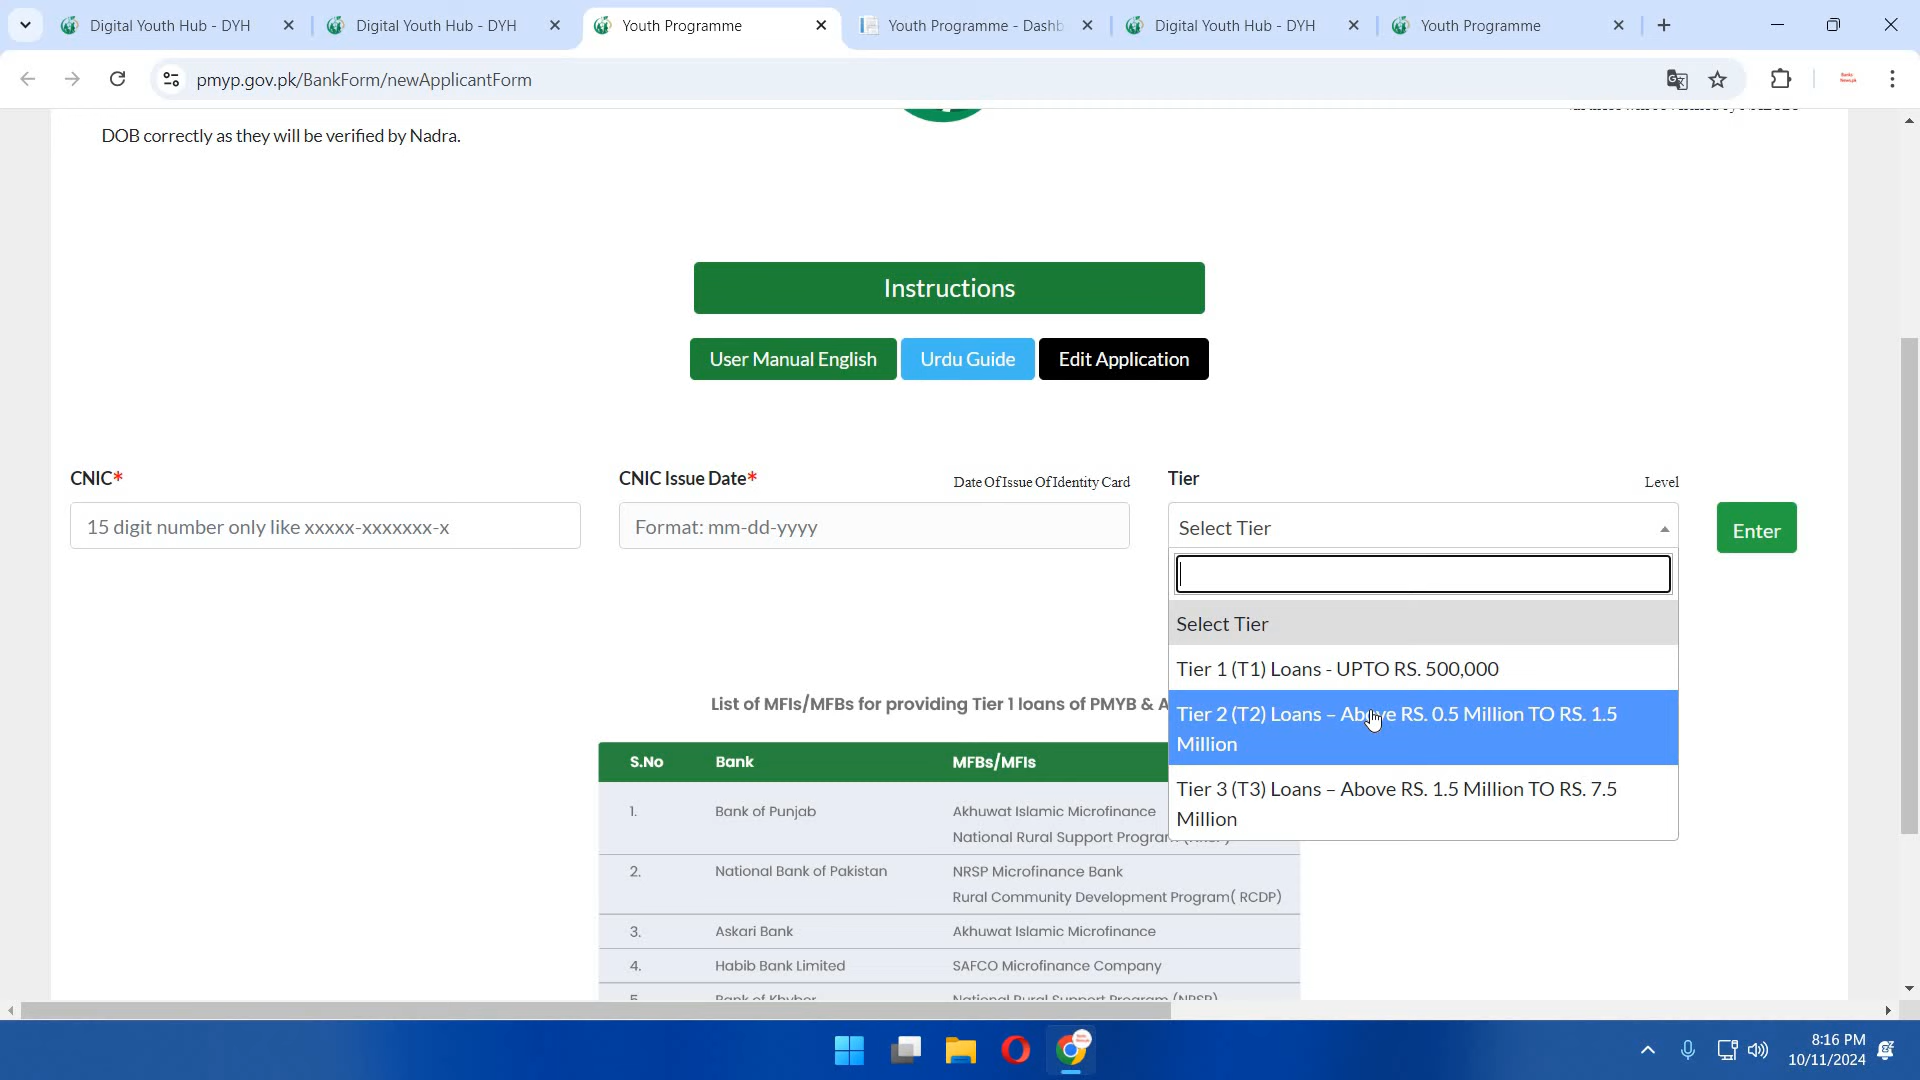 Digital Youth Hub - DYH
Digital Youth Hub - DYH
Youth Programme
Youth Programme - Dashb
Digital Youth Hub - DYH
Youth Programme
pmyp.gov.pk/BankForm/newApplicantForm
DOB correctly as they will be verified by Nadra.
Instructions
User Manual English
Urdu Guide
Edit Application
CNIC*
15 digit number only like xxxxx-xxxxxxx-x
CNIC Issue Date*
Date Of Issue Of Identity Card
Format: mm-dd-yyyy
Tier
Level
Select Tier
Enter
Select Tier
Tier 1 (T1) Loans - UPTO RS. 500,000
Tier 2 (T2) Loans – Above RS. 0.5 Million TO RS. 1.5
Million
Tier 3 (T3) Loans – Above RS. 1.5 Million TO RS. 7.5
Million
List of MFIs/MFBs for providing Tier 1 loans of PMYB & A
S.No Bank MFBs/MFIs
1. Bank of Punjab Akhuwat Islamic Microfinance
National Rural Support
2. National Bank of Pakistan NRSP Microfinance Bank
Rural Community Development Program( RCDP)
3. Askari Bank Akhuwat Islamic Microfinance
4. Habib Bank Limited SAFCO Microfinance Company
8:16 PM
10/11/2024